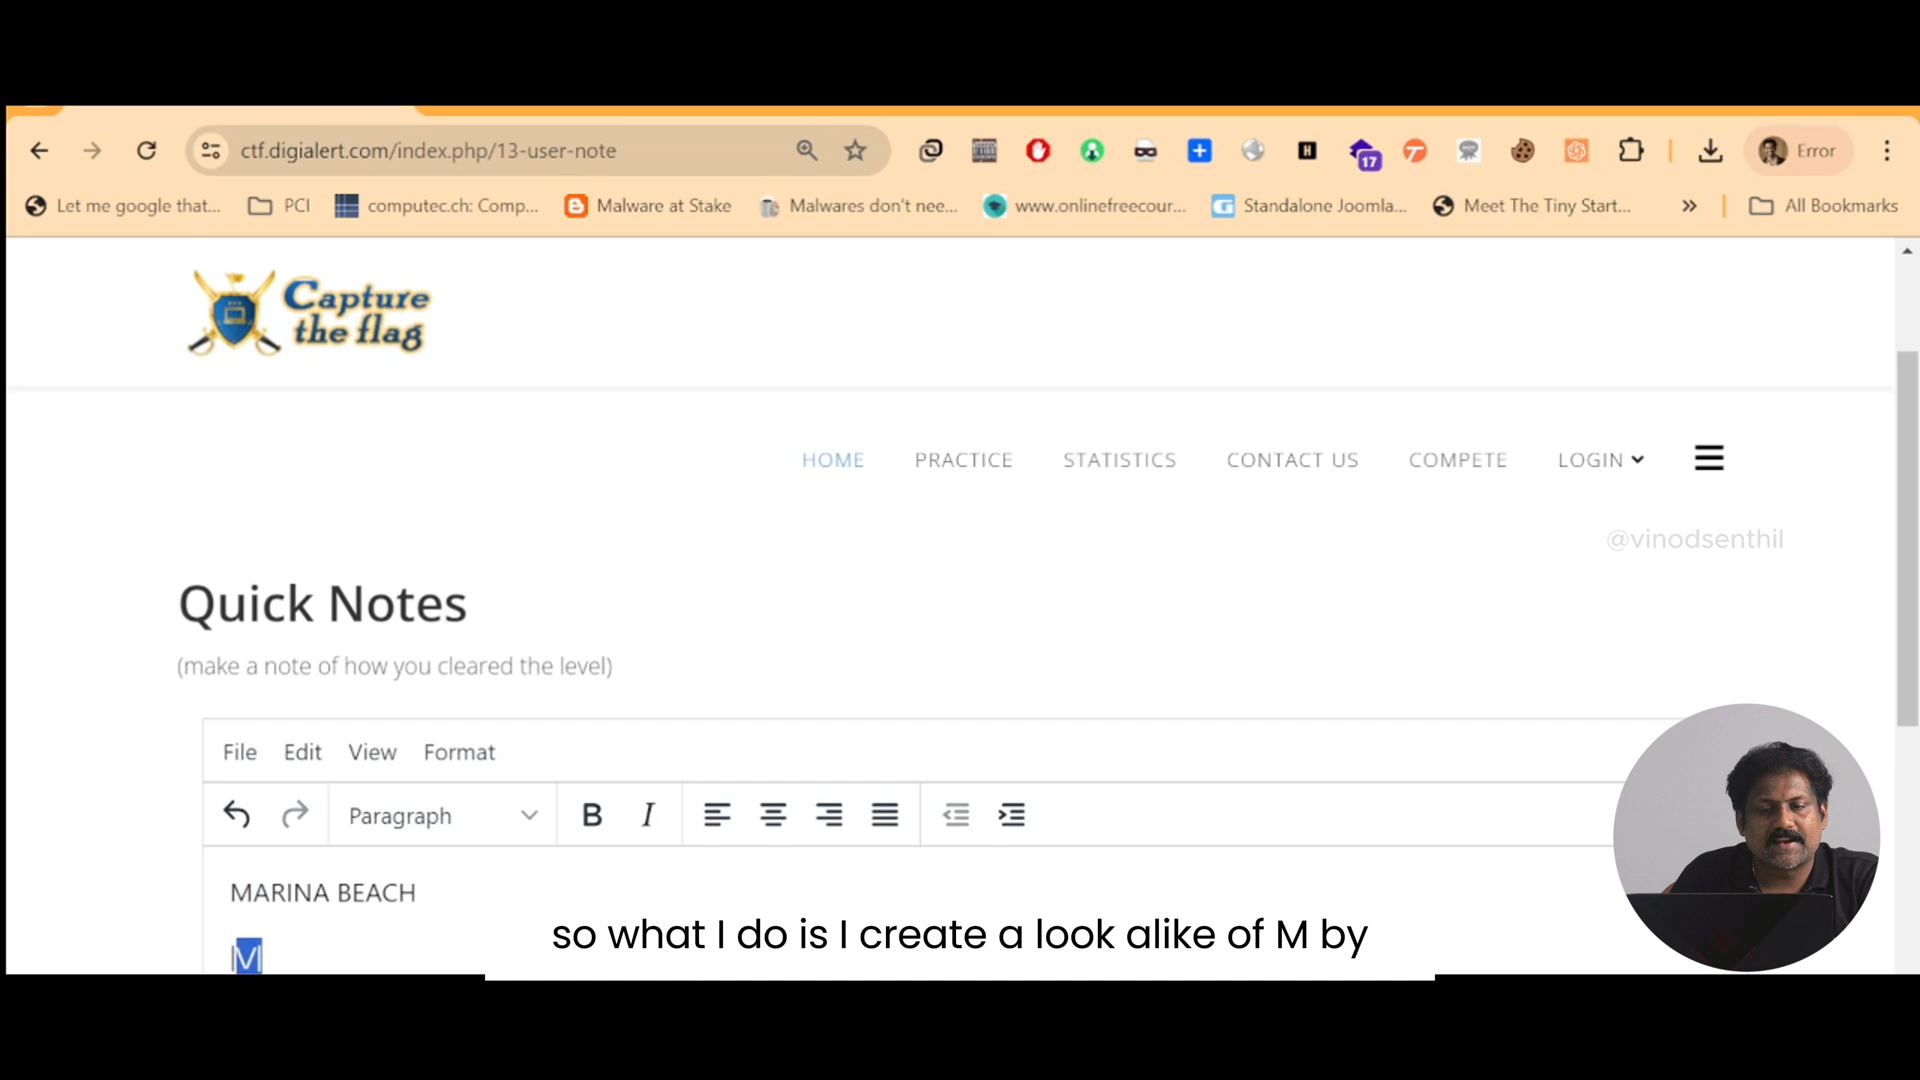 ctf.digialert.com/index.php/13-user-note
17
Error
Let me google that...
PCI
computec.ch: Comp...
Malware at Stake
Malwares don't nee...
www.onlinefreecour...
Standalone Joomla...
Meet The Tiny Start...
All Bookmarks
Capture
the flag
HOME PRACTICE STATISTICS CONTACT US COMPETE LOGIN
@vinodsenthil
Quick Notes
(make a note of how you cleared the level)
File Edit View Format
Paragraph B I
MARINA BEACH
so what I do is I create a look alike of M by